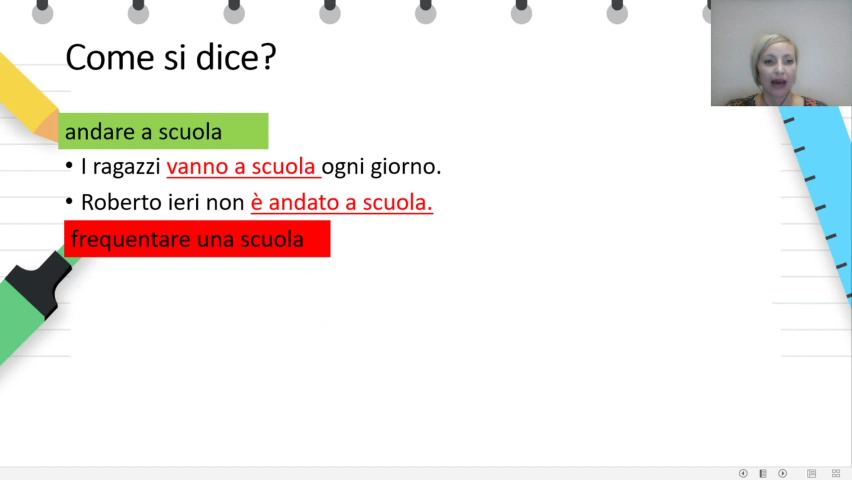 Come si dice?
andare a scuola
• I ragazzi vanno a scuola ogni giorno.
• Roberto ieri non è andato a scuola.
frequentare una scuola